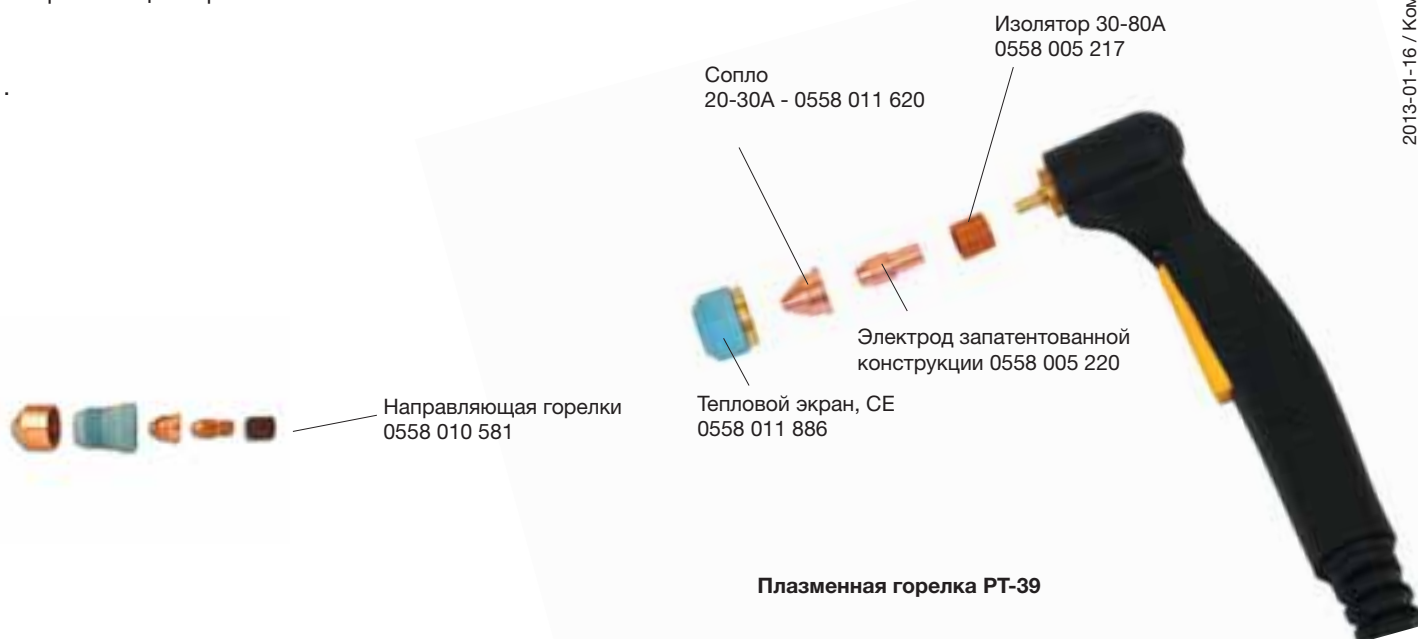 .
Изолятор 30-80А
0558 005 217
Сопло
20-30А - 0558 011 620
Электрод запатентованной
конструкции 0558 005 220
Направляющая горелки
0558 010 581
Тепловой экран, CE
0558 011 886
Плазменная горелка PT-39
2013-01-16 /